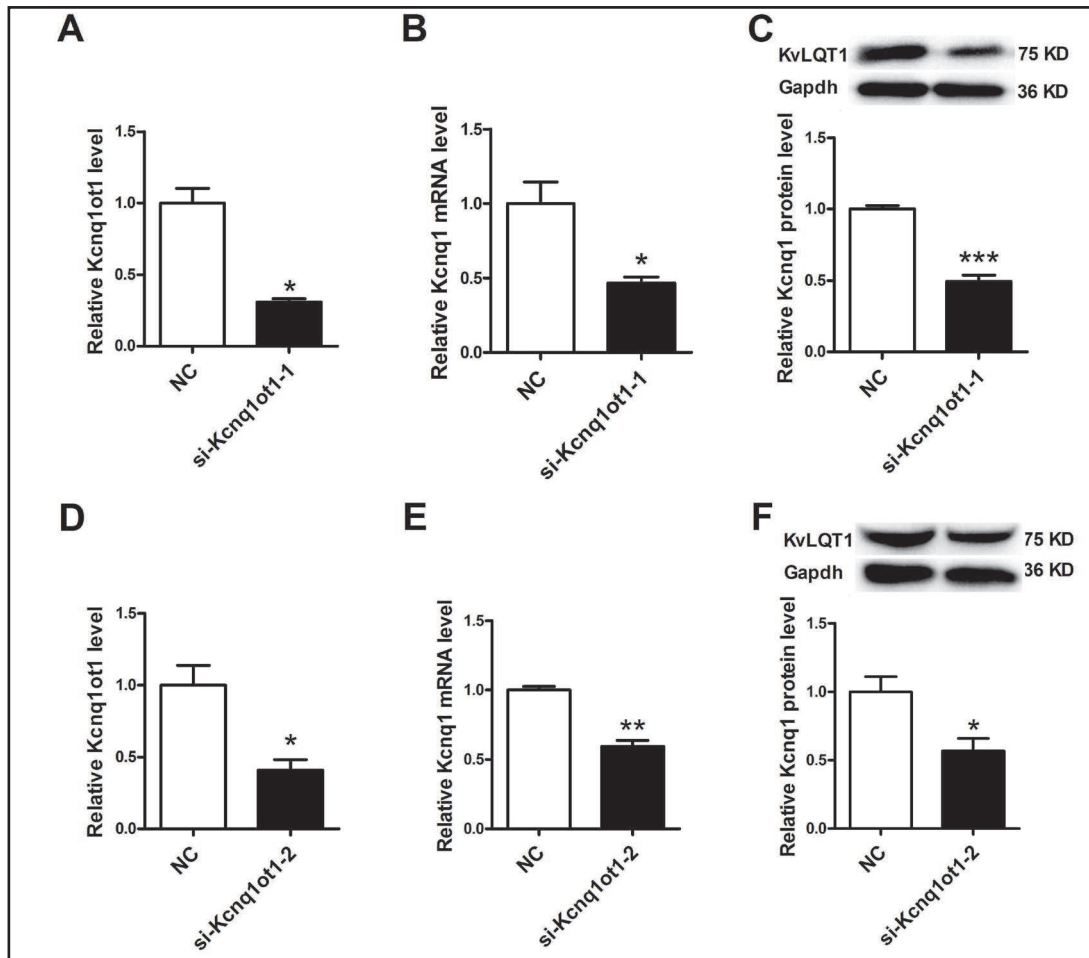 A
Relative Kcnq1ot1 level
1.5
1.0
0.5
0.0
*
NC
si-Kcnq1ot1-1
B
Relative Kcnq1 mRNA level
1.5
1.0
0.5
0.0
*
NC
si-Kcnq1ot1-1
C
KvLQT1 75 KD
Gapdh 36 KD
Relative Kcnq1 protein level
1.5
1.0
0.5
0.0
***
NC
si-Kcnq1ot1-1
D
Relative Kcnq1ot1 level
1.5
1.0
0.5
0.0
*
NC
si-Kcnq1ot1-2
E
Relative Kcnq1 mRNA level
1.5
1.0
0.5
0.0
**
NC
si-Kcnq1ot1-2
F
KvLQT1 75 KD
Gapdh 36 KD
Relative Kcnq1 protein level
1.5
1.0
0.5
0.0
*
NC
si-Kcnq1ot1-2